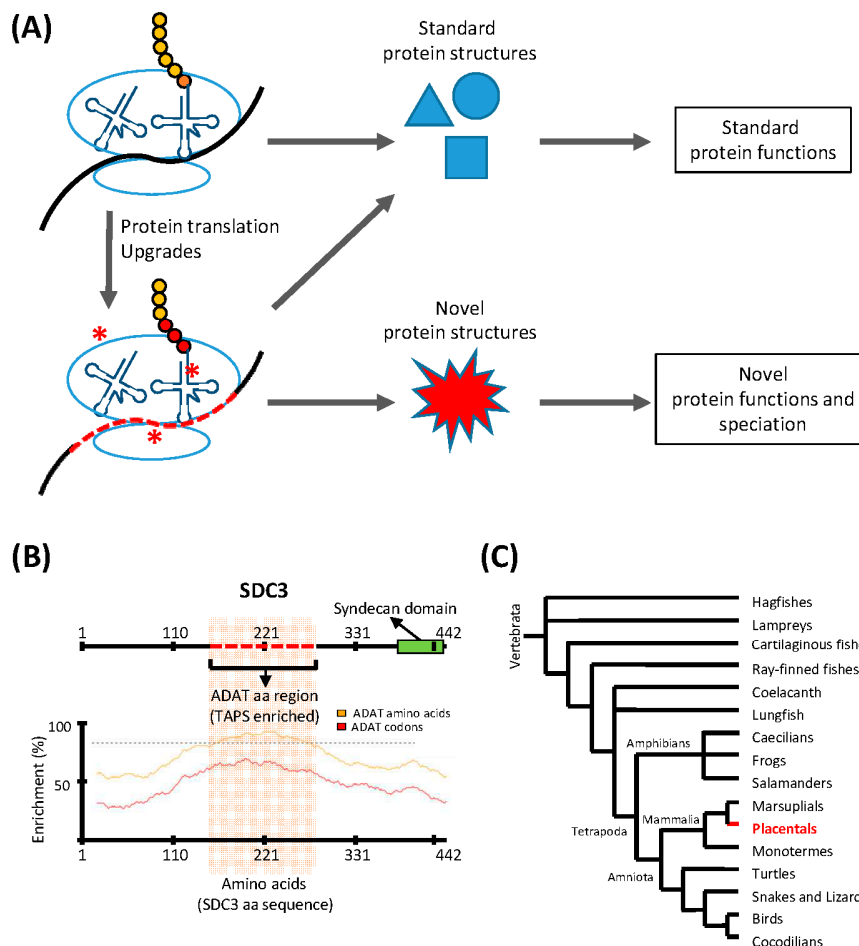 (A)
Standard
protein structures
Standard
protein functions
Protein translation
Upgrades
*
*
*
Novel
protein structures
Novel
protein functions and
speciation
(B)
SDC3
Syndecan domain
1 110 221 331 442
ADAT aa region
(TAPS enriched)
ADAT amino acids
ADAT codons
100
50
Enrichment (%)
1 110 221 331 442
Amino acids
(SDC3 aa sequence)
(C)
Vertebrata
Hagfishes
Lampreys
Cartilaginous fishe
Ray-finned fishes
Coelacanth
Lungfish
Amphibians
Caecilians
Frogs
Salamanders
Tetrapoda
Mammalia
Marsuplials
Placentals
Monotermes
Amniota
Turtles
Snakes and Lizard
Birds
Cocodilians